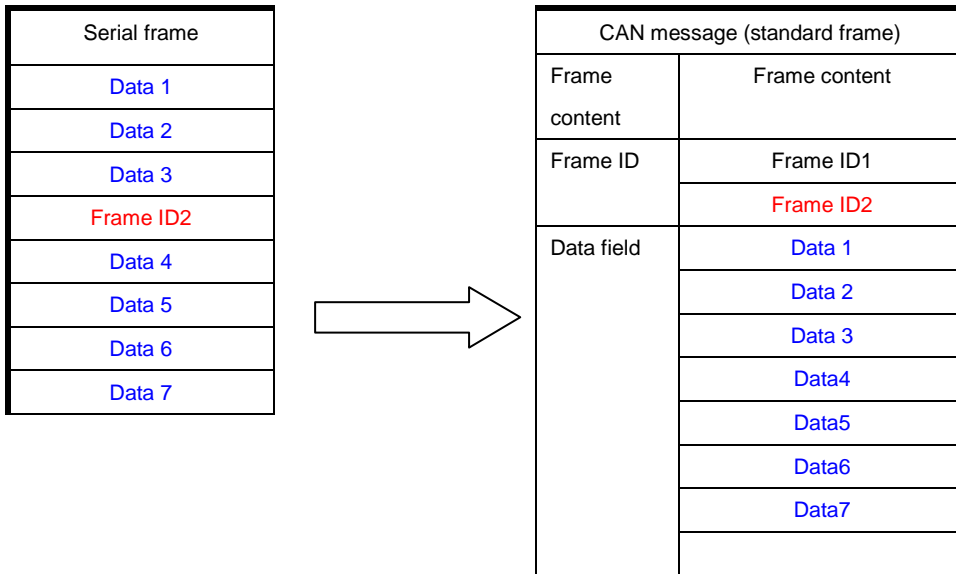 Serial frame
Data 1
Data 2
Data 3
Frame ID2
Data 4
Data 5
Data 6
Data 7
CAN message (standard frame)
Frame
content
Frame content
Frame ID
Frame ID1
Frame ID2
Data field
Data 1
Data 2
Data 3
Data4
Data5
Data6
Data7